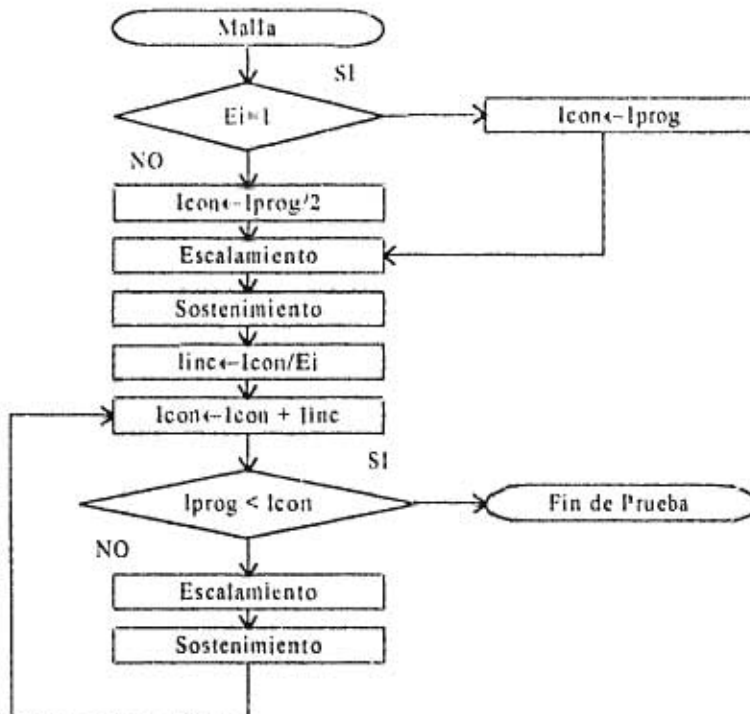 Malla
SI
Ei=1
Icon←Iprog
NO
Icon←Iprog/2
Escalamiento
Sostenimiento
Iinc←Icon/Ei
Icon←Icon + Iinc
SI
Iprog < Icon
Fin de Prueba
NO
Escalamiento
Sostenimiento